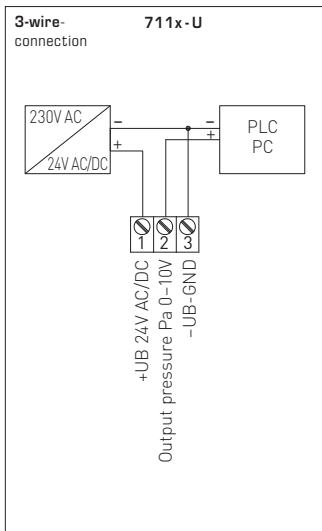 3-wire-
connection
711x-U
230V AC
24V AC/DC
–
+
–
+
PLC
PC
1
2
3
+UB 24V AC/DC
Output pressure Pa 0–10V
–UB-GND